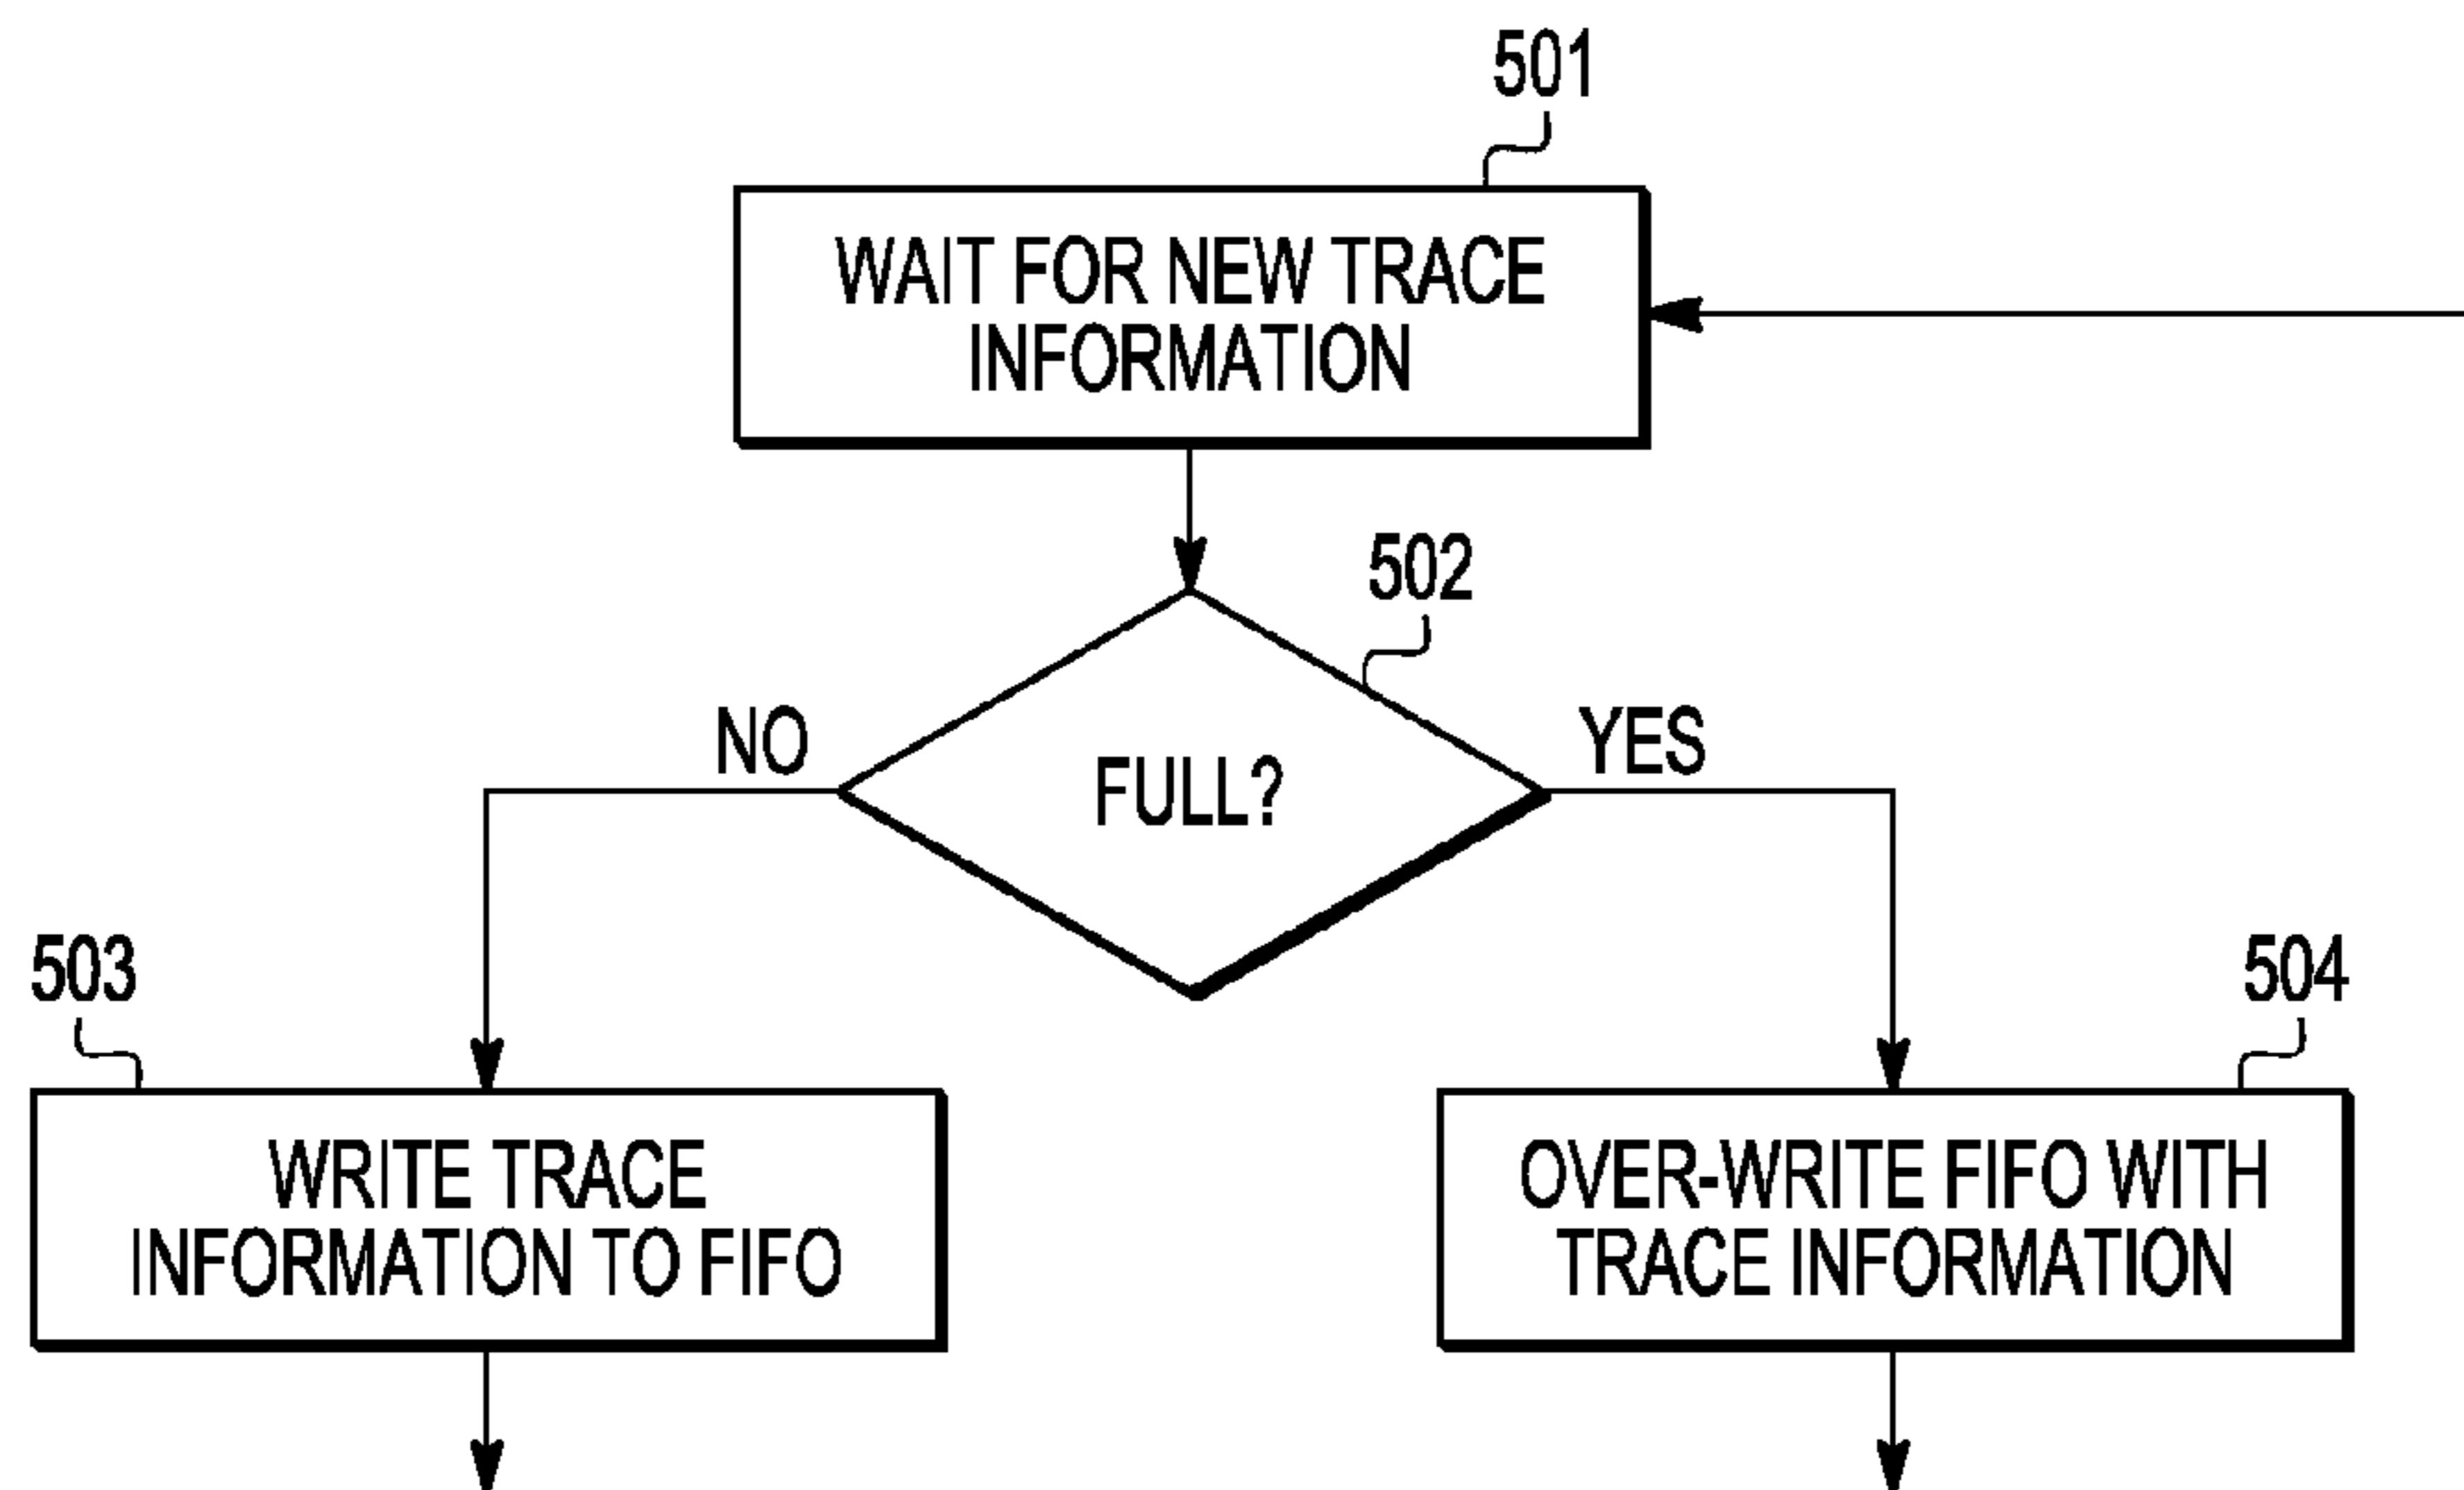 501
WAIT FOR NEW TRACE
INFORMATION
502
NO
YES
FULL?
503
504
WRITE TRACE
INFORMATION TO FIFO
OVER-WRITE FIFO WITH
TRACE INFORMATION